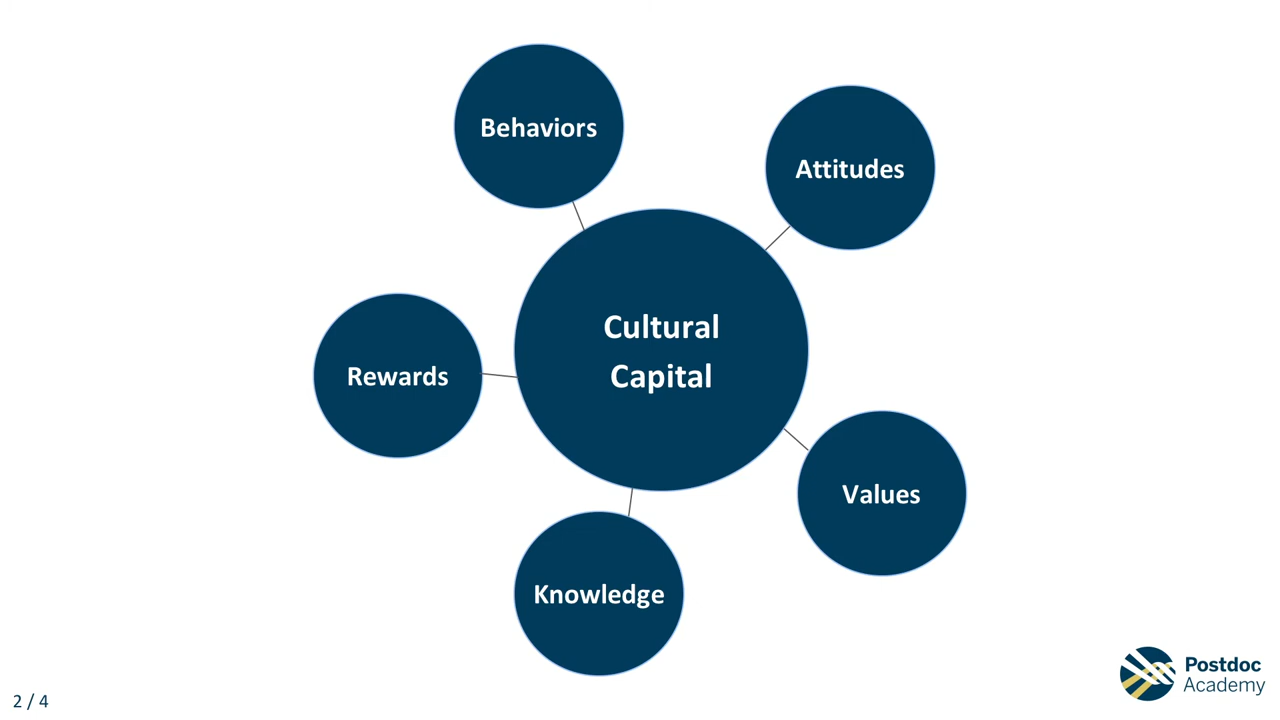 Behaviors
Attitudes
Cultural
Capital
Rewards
Values
Knowledge
Postdoc
Academy
2 / 4